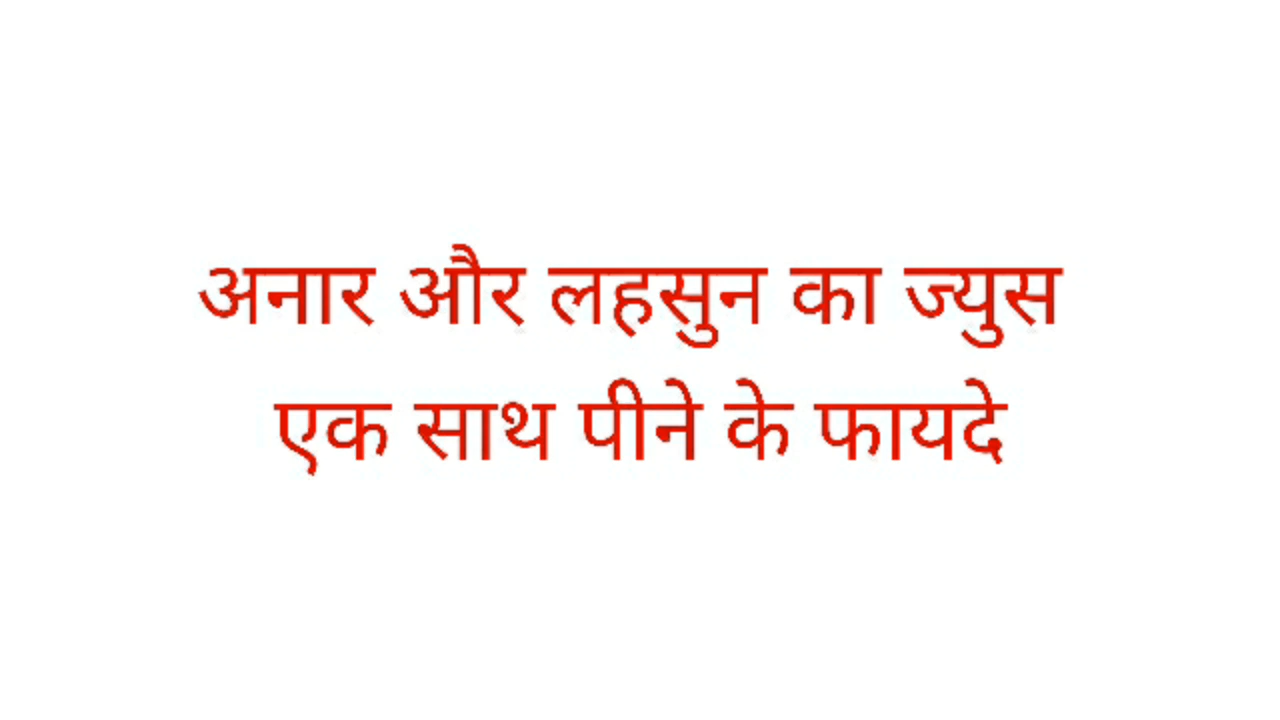 अनार और लहसुन का ज्युस
एक साथ पीने के फायदे